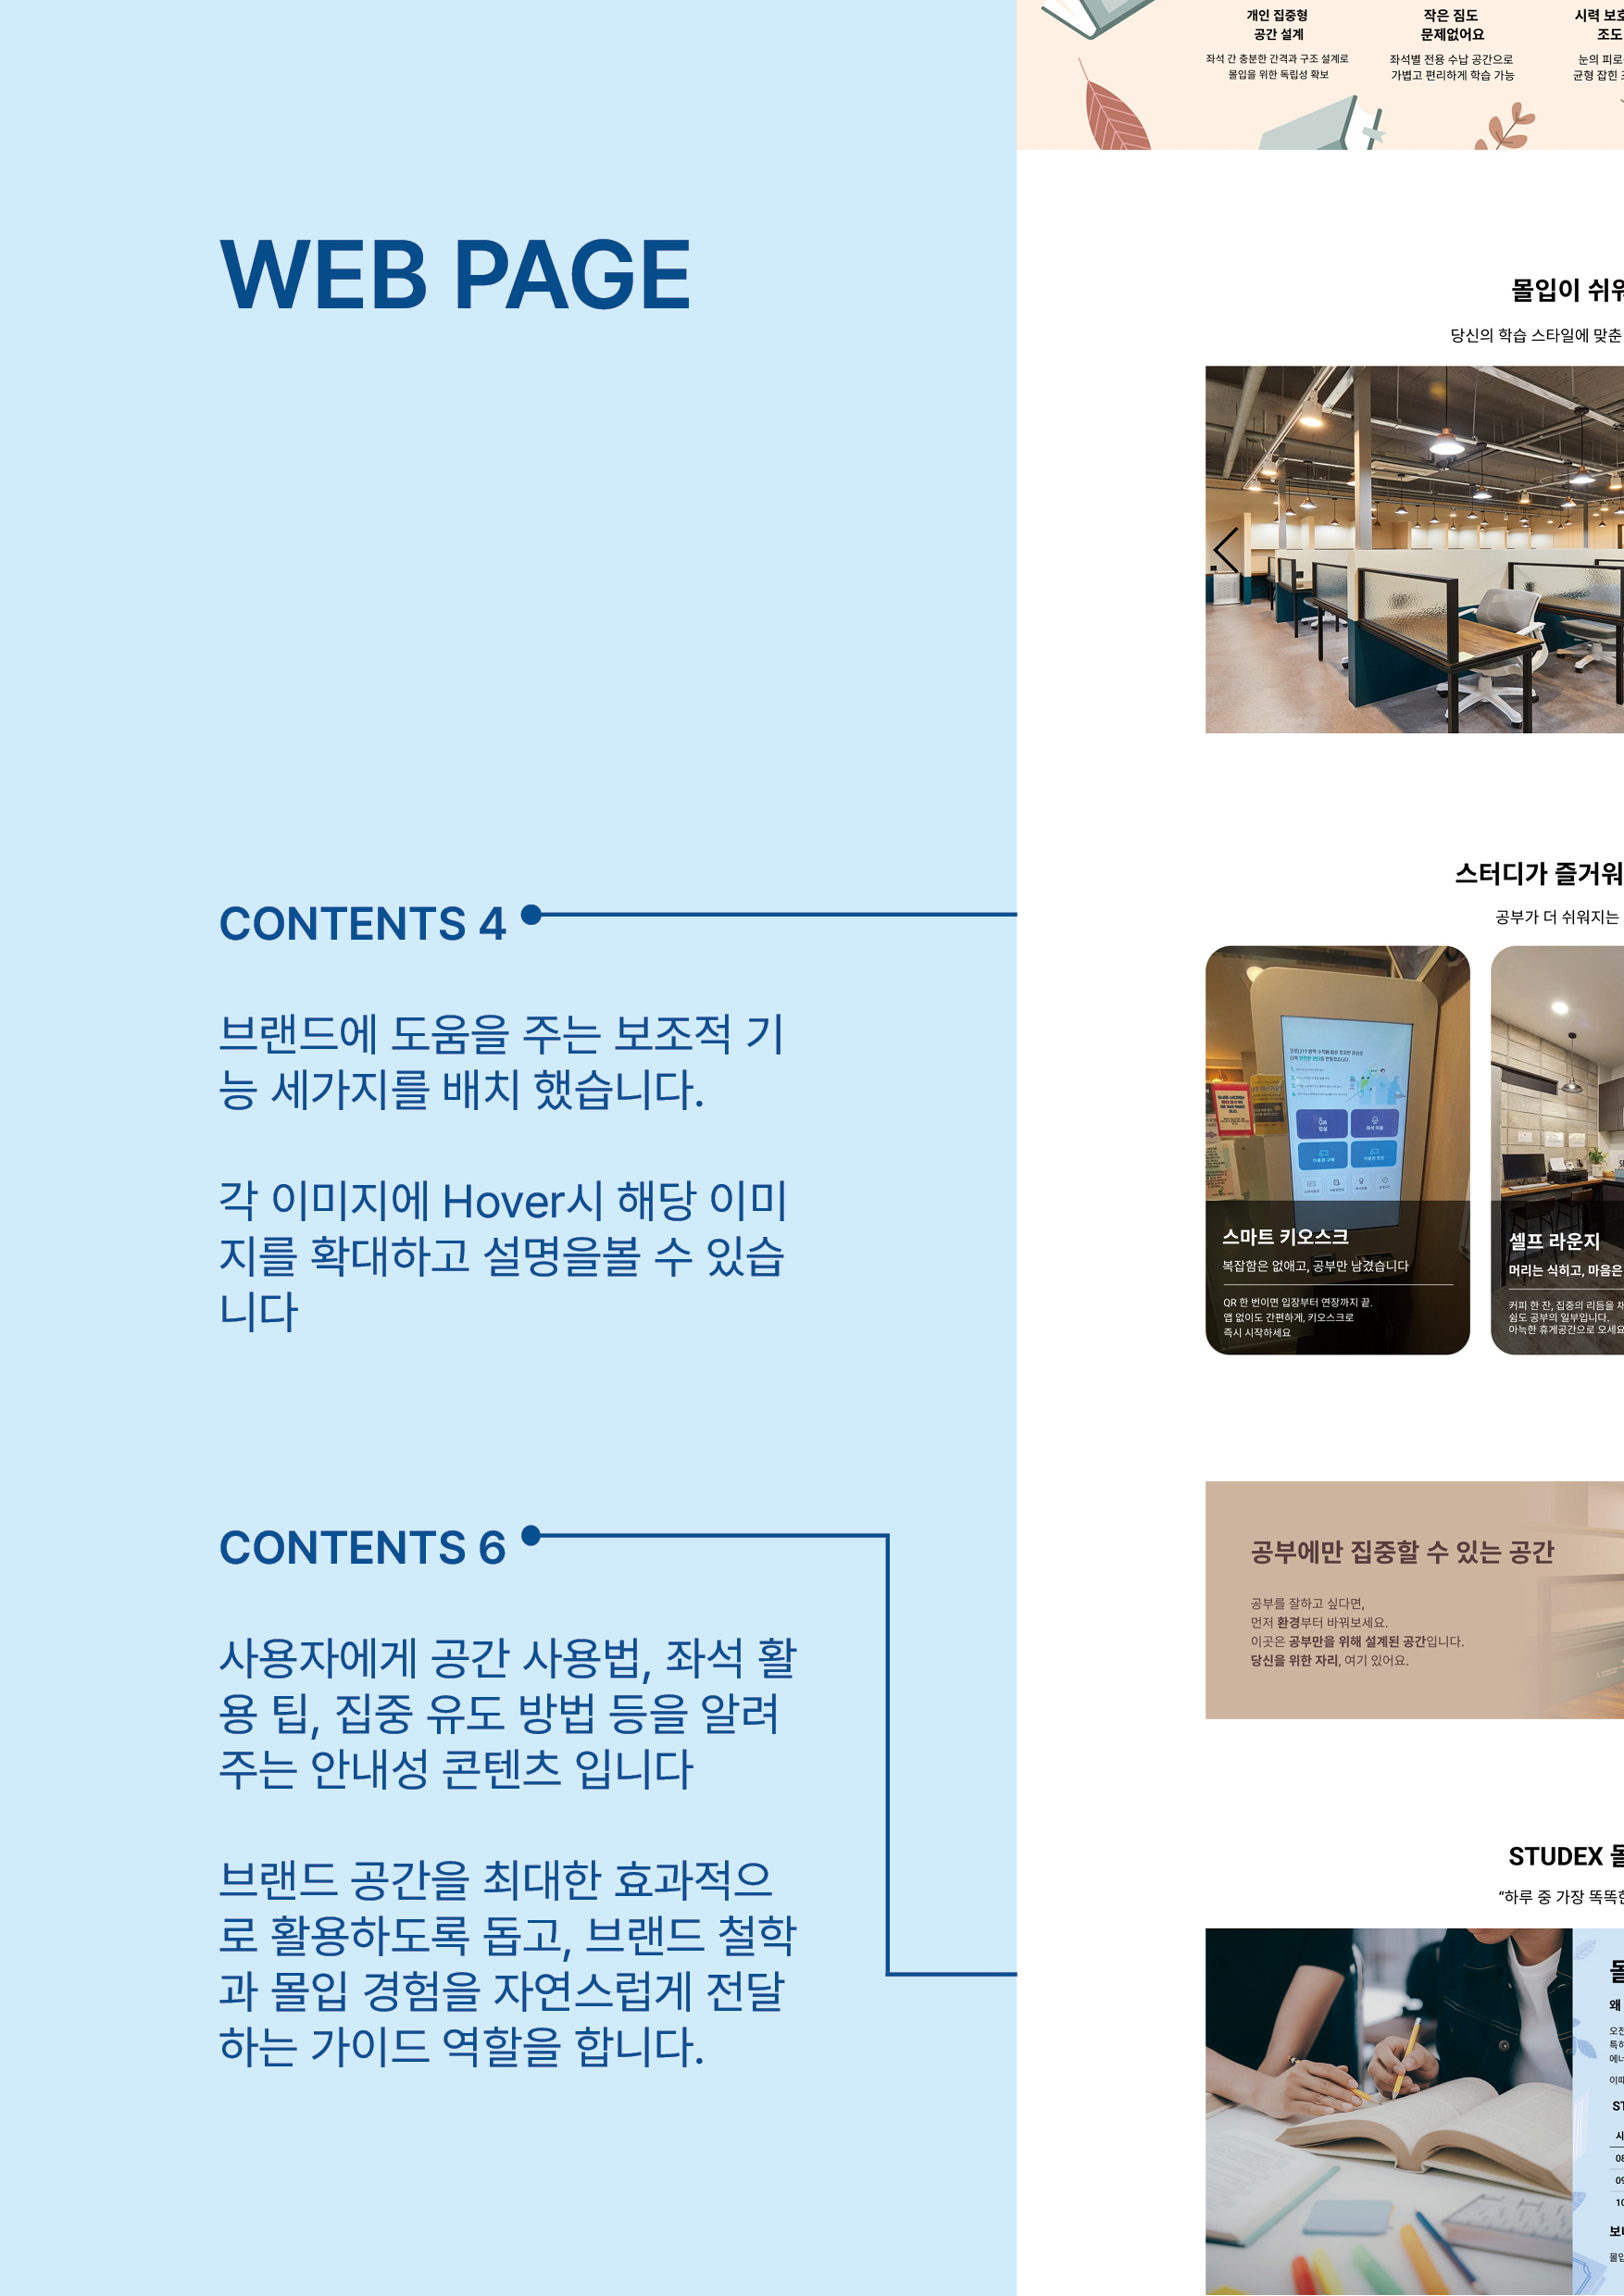 WEB PAGE
CONTENTS 4
브랜드에 도움을 주는 보조적 기
능 세가지를 배치 했습니다.
각 이미지에 Hover시 해당 이미
지를 확대하고 설명을볼 수 있습
니다
CONTENTS 6
사용자에게 공간 사용법, 좌석 활
용 팁, 집중 유도 방법 등을 알려
주는 안내성 콘텐츠 입니다
브랜드 공간을 최대한 효과적으
로 활용하도록 돕고, 브랜드 철학
과 몰입 경험을 자연스럽게 전달
하는 가이드 역할을 합니다.
개인 집중형
공간 설계
좌석 간 충분한 간격과 구조 설계로
몰입을 위한 독립성 확보
작은 짐도
문제없어요
좌석별 전용 수납 공간으로
가볍고 편리하게 학습 가능
시력 보호
조도
눈의 피로
균형 잡힌
몰입이 쉬워
당신의 학습 스타일에 맞춘
스터디가 즐거워
공부가 더 쉬워지는
스마트 키오스크
복잡함은 없애고, 공부만 남겼습니다
QR 한 번이면 입장부터 연장까지 끝.
앱 없이도 간편하게, 키오스크로
즉시 시작하세요
셀프 라운지
머리는 식히고, 마음은
커피 한 잔, 집중의 리듬을
쉼도 공부의 일부입니다.
아늑한 휴게공간으로 오세요
공부에만 집중할 수 있는 공간
공부를 잘하고 싶다면,
먼저 환경부터 바꿔보세요.
이곳은 공부만을 위해 설계된 공간입니다.
당신을 위한 자리, 여기 있어요.
STUDEX 몰
“하루 중 가장 똑똑한
몰
왜
오전
특히
에너
이때
ST
시
08
09
10
보너
몰입